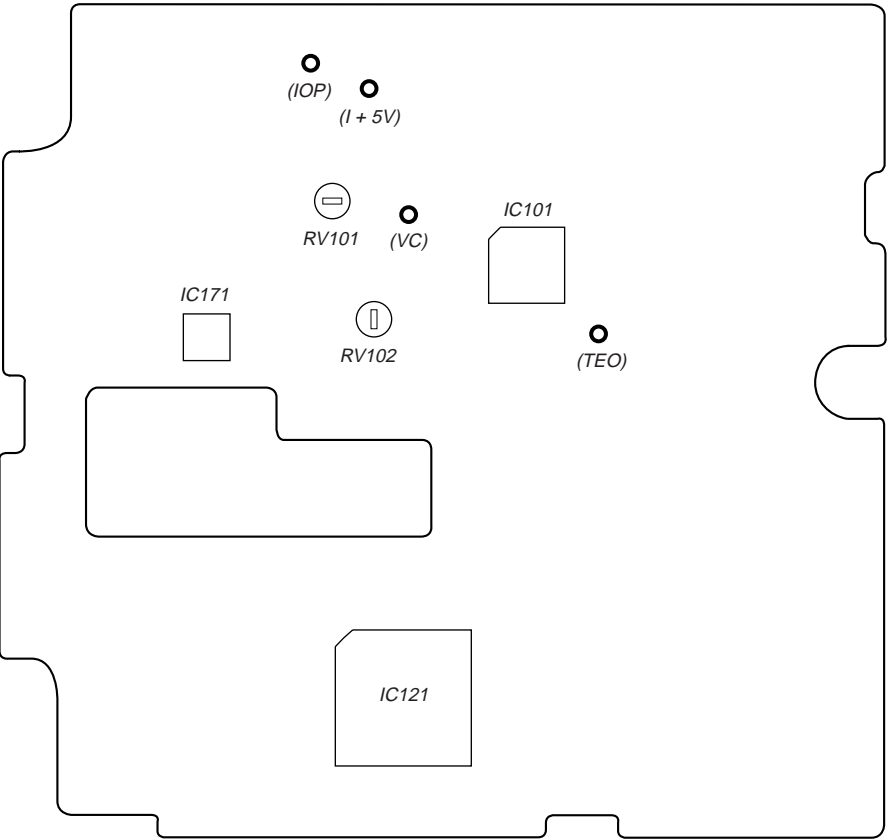 (IOP)
(I + 5V)
IC101
RV101
(VC)
IC171
RV102
(TEO)
IC121